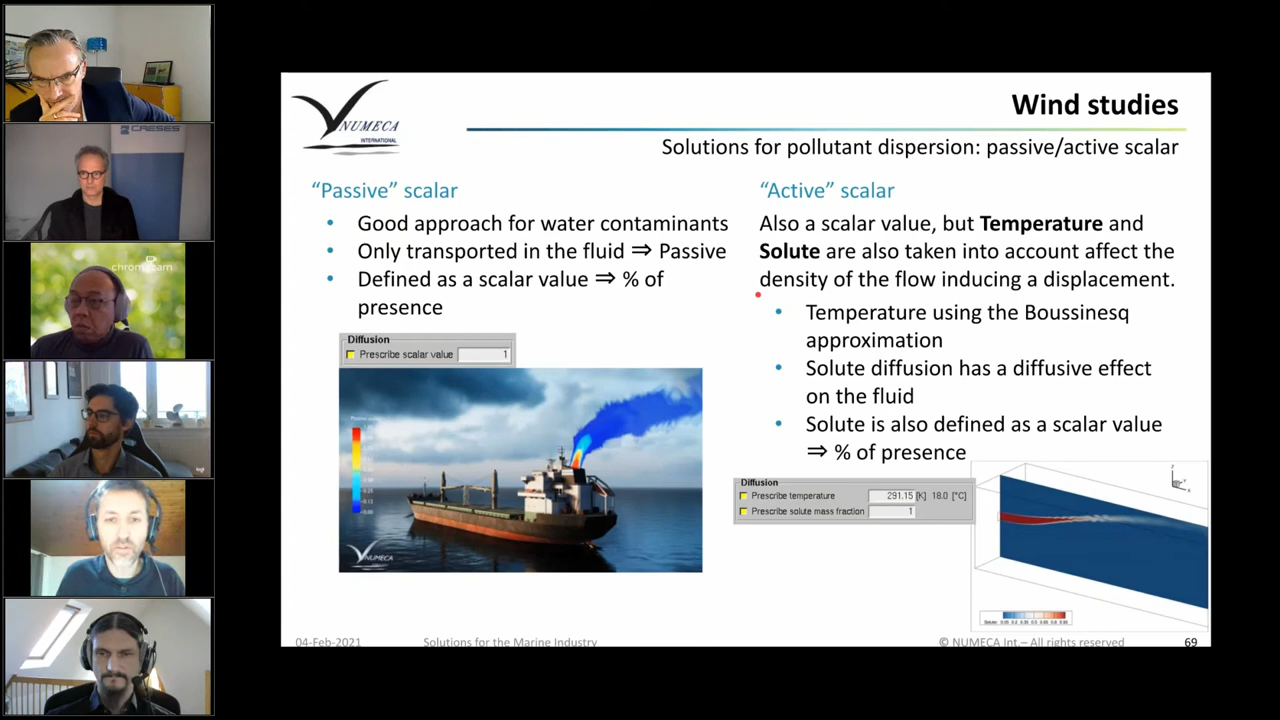 CAESES
chromacam
NUMECA
INTERNATIONAL
Wind studies
Solutions for pollutant dispersion: passive/active scalar
“Passive” scalar
• Good approach for water contaminants
• Only transported in the fluid ⇒ Passive
• Defined as a scalar value ⇒ % of
presence
Diffusion
Prescribe scalar value 1
NUMECA
“Active” scalar
Also a scalar value, but Temperature and
Solute are also taken into account affect the
density of the flow inducing a displacement.
• Temperature using the Boussinesq
approximation
• Solute diffusion has a diffusive effect
on the fluid
• Solute is also defined as a scalar value
⇒ % of presence
Diffusion
Prescribe temperature 291.15 [K] 18.0 [°C]
Prescribe solute mass fraction 1
04-Feb-2021
Solutions for the Marine Industry
© NUMECA Int.– All rights reserved
69